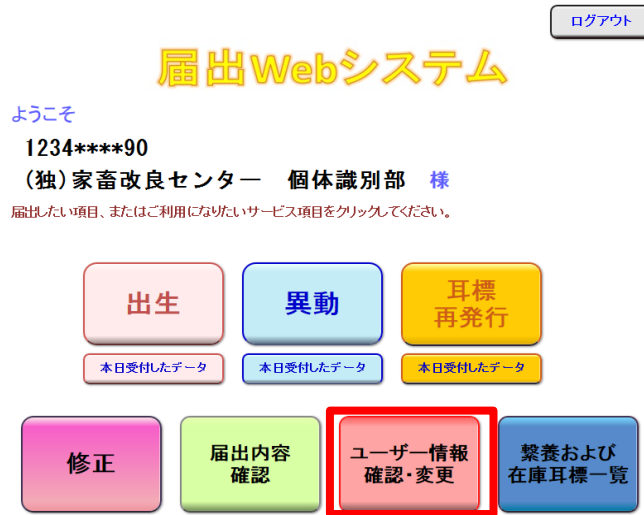 ログアウト
届出Webシステム
ようこそ
1234****90
(独)家畜改良センター 個体識別部 様
届出したい項目、またはご利用になりたいサービス項目をクリックしてください。
出生
異動
耳標
再発行
本日受付したデータ
本日受付したデータ
本日受付したデータ
修正
届出内容
確認
ユーザー情報
確認・変更
繋養および
在庫耳標一覧